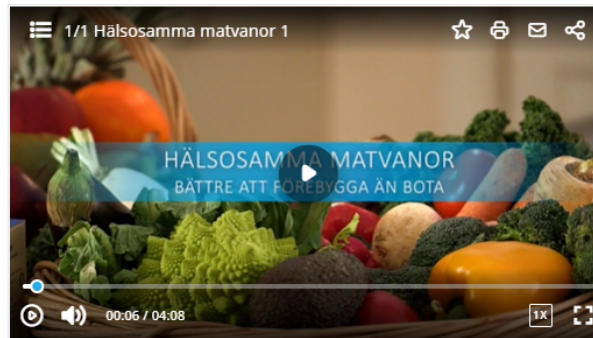 1/1 Hälsosamma matvanor 1
HÄLSOSAMMA MATVANOR
BÄTTRE ATT FÖREBYGGA ÄN BOTA
00:06 / 04:08
1X